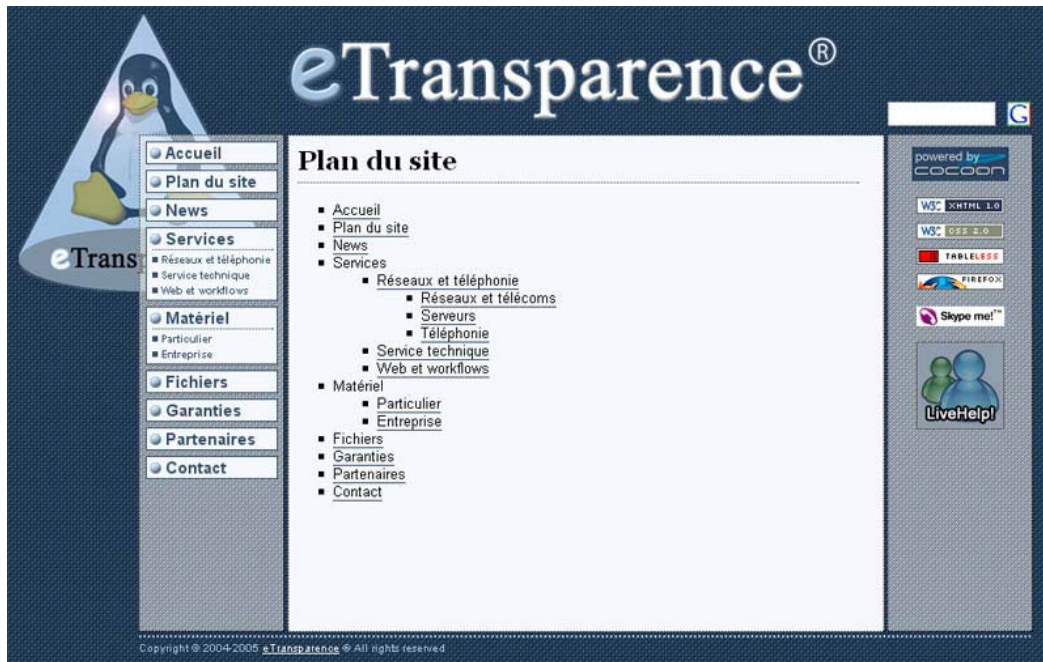 eTransparence®
G
eTrans
Accueil
Plan du site
News
Services
Réseaux et téléphonie
Service technique
Web et workflows
Matériel
Particulier
Entreprise
Fichiers
Garanties
Partenaires
Contact
Plan du site
Accueil
Plan du site
News
Services
Réseaux et téléphonie
Réseaux et télécoms
Serveurs
Téléphonie
Service technique
Web et workflows
Matériel
Particulier
Entreprise
Fichiers
Garanties
Partenaires
Contact
powered by
cocoon
W3C XHTML 1.0
W3C CSS 2.0
TABLELESS
FIREFOX
Skype me!™
LiveHelp!
Copyright © 2004-2005 eTransparence ® All rights reserved